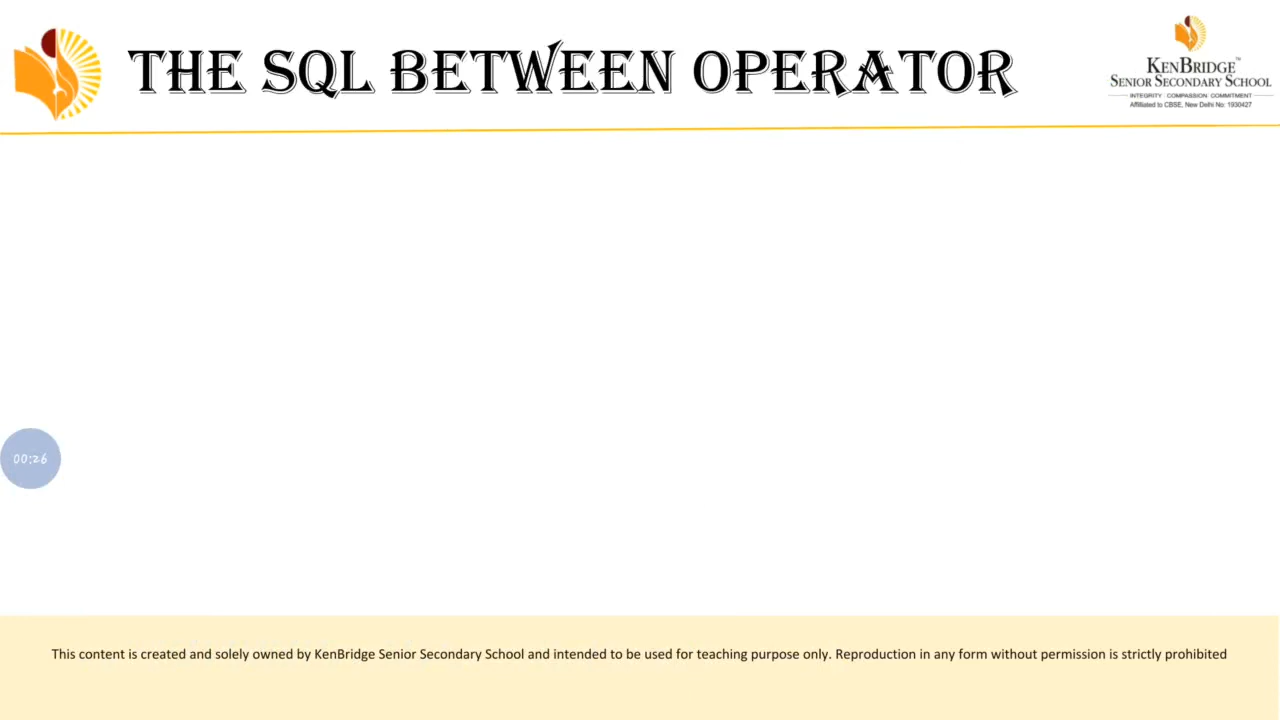 THE SQL BETWEEN OPERATOR
KENBRIDGE™
SENIOR SECONDARY SCHOOL
INTEGRITY COMPASSION COMMITMENT
Affiliated to CBSE, New Delhi No: 1930427
00:26
This content is created and solely owned by KenBridge Senior Secondary School and intended to be used for teaching purpose only. Reproduction in any form without permission is strictly prohibited